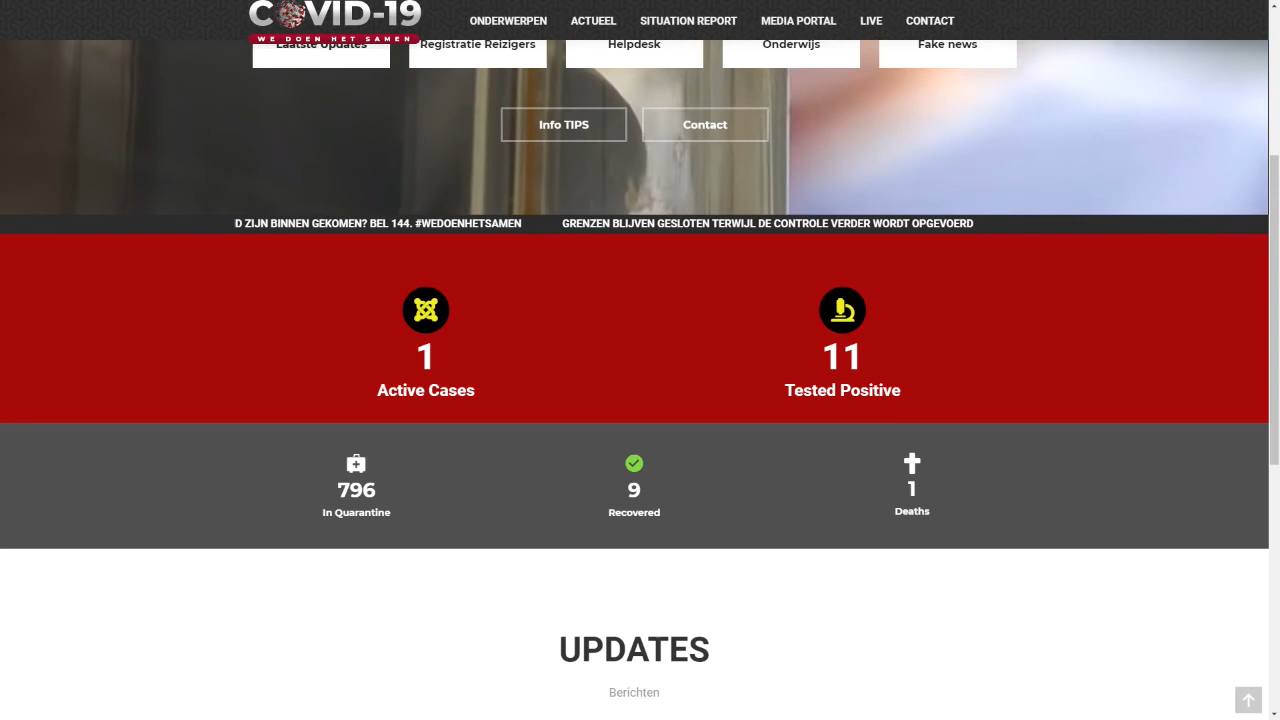 COVID-19
WE DOEN HET SAMEN
ONDERWERPEN ACTUEEL SITUATION REPORT MEDIA PORTAL LIVE CONTACT
Laatste Updates Registratie Reizigers Helpdesk Onderwijs Fake news
Info TIPS Contact
D ZIJN BINNEN GEKOMEN? BEL 144. #WEDOENHETSAMEN GRENZEN BLIJVEN GESLOTEN TERWIJL DE CONTROLE VERDER WORDT OPGEVOERD
1 11
Active Cases Tested Positive
796 9 1
In Quarantine Recovered Deaths
UPDATES
Berichten